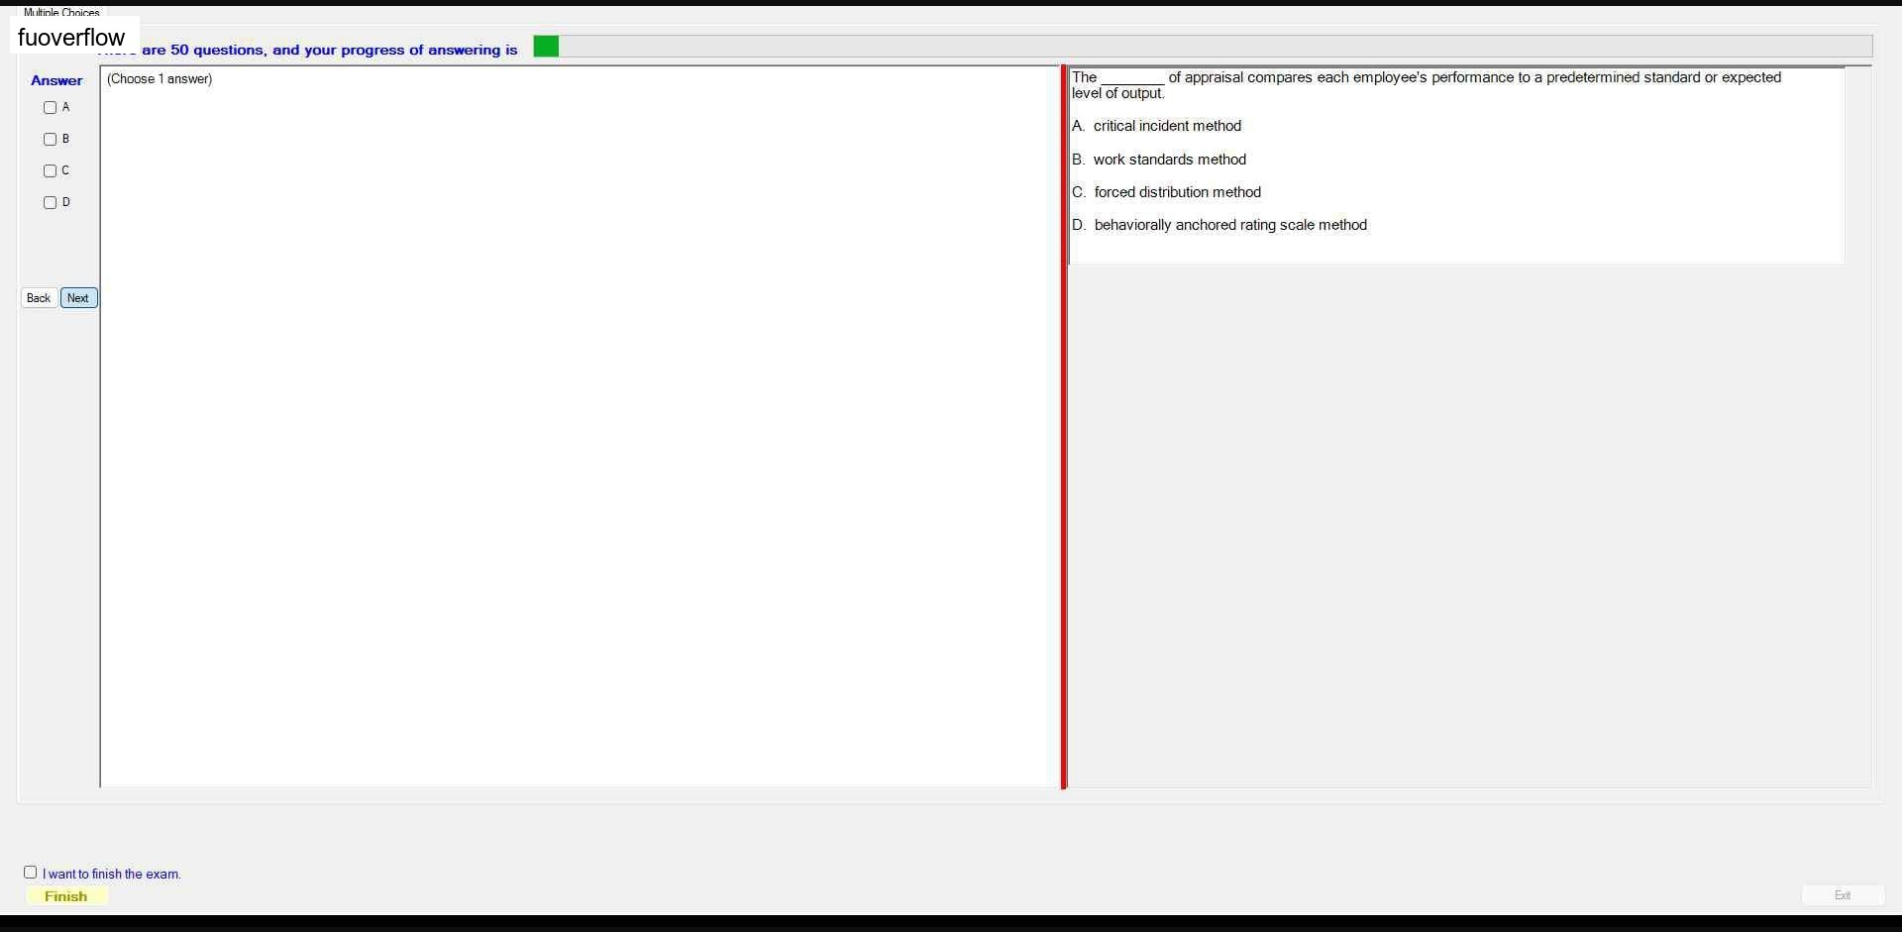 Multiple Choices
fuoverflow
are 50 questions, and your progress of answering is
Answer
(Choose 1 answer)
A
B
C
D
Back
Next
The ________ of appraisal compares each employee's performance to a predetermined standard or expected
level of output.
A. critical incident method
B. work standards method
C. forced distribution method
D. behaviorally anchored rating scale method
I want to finish the exam.
Finish
Exit